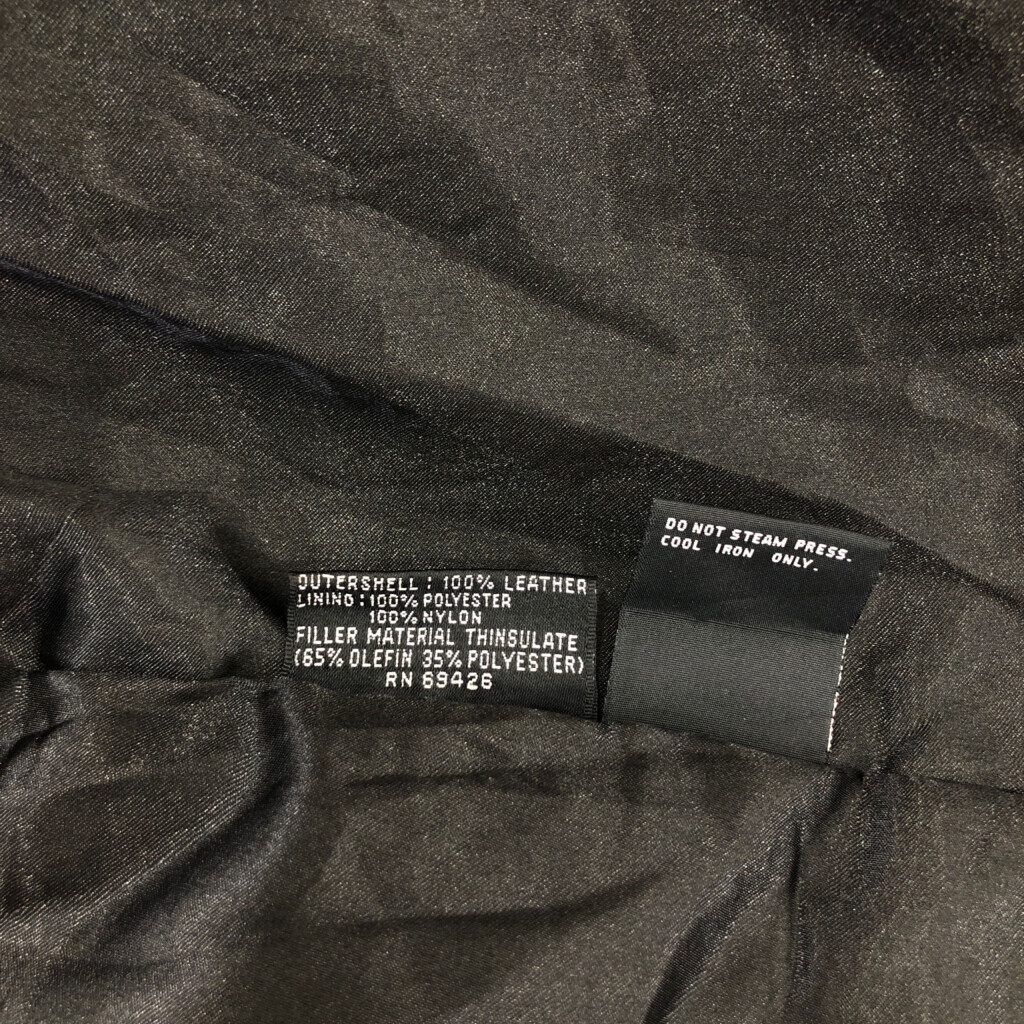 OUTERSHELL: 100% LEATHER
LINING: 100% POLYESTER
100% NYLON
FILLER MATERIAL THINSULATE
(65% OLEFIN 35% POLYESTER)
RN 69426
DO NOT STEAM PRESS.
COOL IRON ONLY.